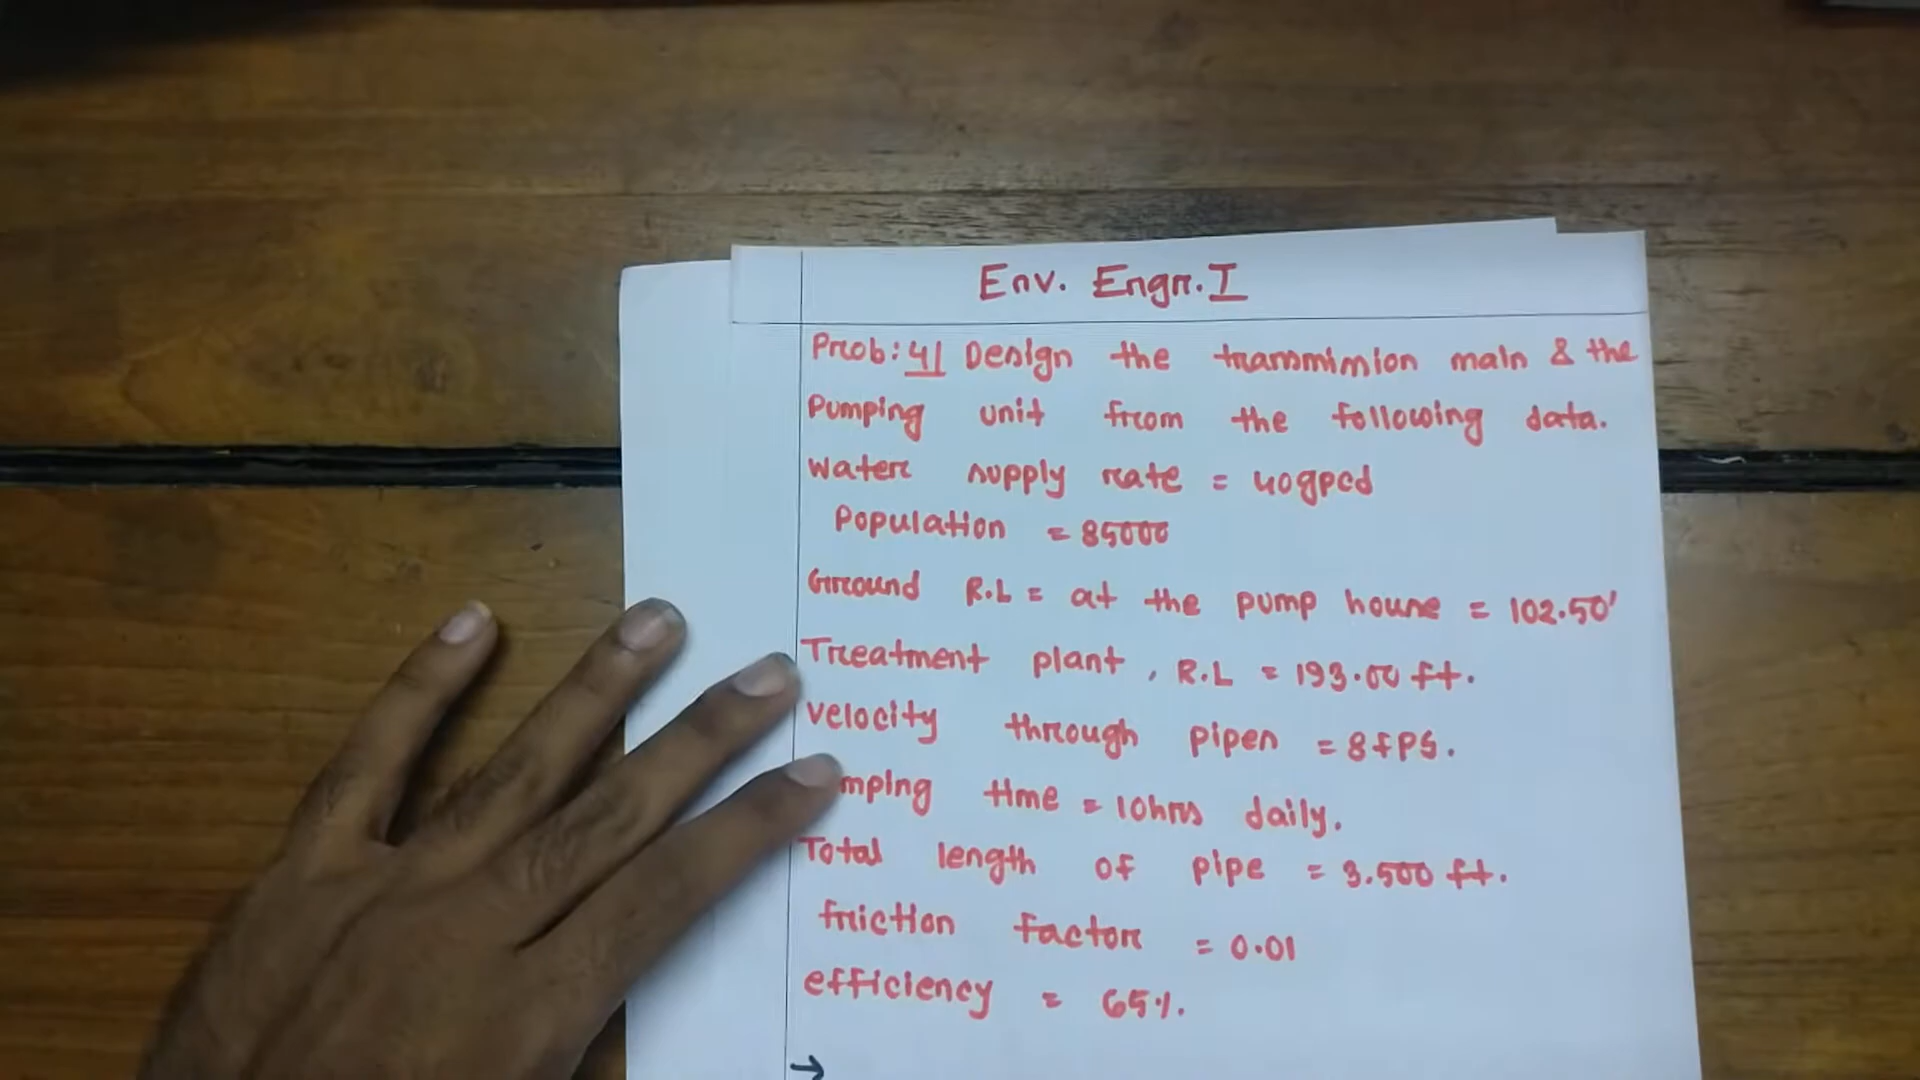 Env. Engr. I
Prob: 41 Design the transmission main & the
Pumping unit from the following data.
Water supply rate = 40gpcd
Population = 85000
Ground R.L = at the pump house = 102.50'
Treatment plant, R.L = 193.00 ft.
Velocity through pipes = 8fps.
mping time = 10hrs daily.
Total length of pipe = 3.500 ft.
friction factor = 0.01
efficiency = 65%.
→